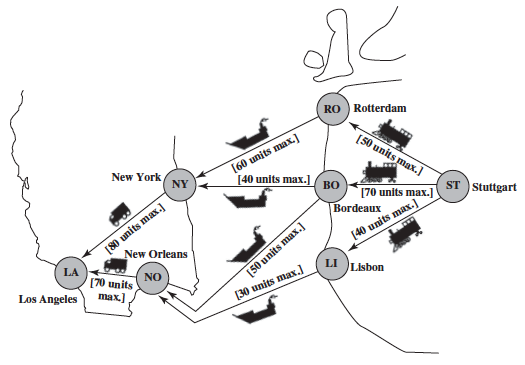 RO Rotterdam
[50 units max.]
[60 units max.]
New York NY
[40 units max.]
BO
Bordeaux
[70 units max.]
ST Stuttgart
[40 units max.]
[80 units max.]
New Orleans
[50 units max.]
LI Lisbon
LA
Los Angeles
[70 units
max.]
NO
[30 units max.]